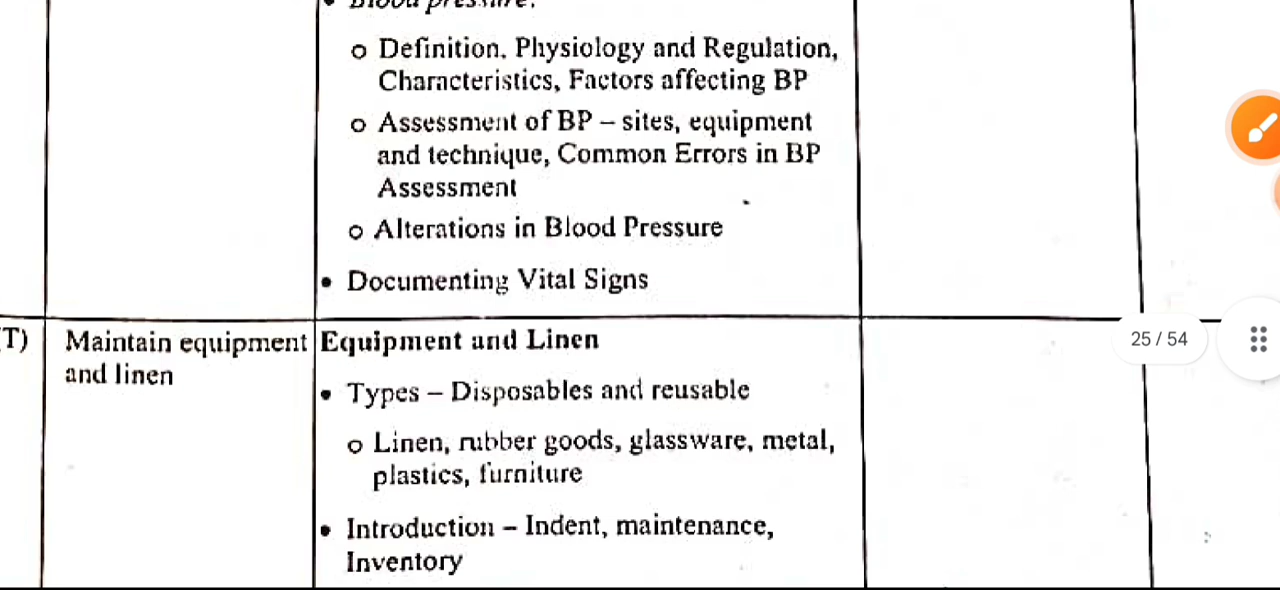 • Blood pressure:
o Definition, Physiology and Regulation,
Characteristics, Factors affecting BP
o Assessment of BP – sites, equipment
and technique, Common Errors in BP
Assessment
o Alterations in Blood Pressure
• Documenting Vital Signs
T)
Maintain equipment
and linen
Equipment and Linen
• Types – Disposables and reusable
o Linen, rubber goods, glassware, metal,
plastics, furniture
• Introduction – Indent, maintenance,
Inventory
25 / 54